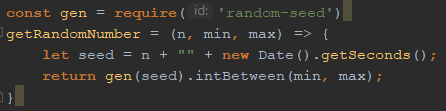 const gen = require( id: 'random-seed')
getRandomNumber = (n, min, max) => {
let seed = n + "" + new Date().getSeconds();
return gen(seed).intBetween(min, max);
}